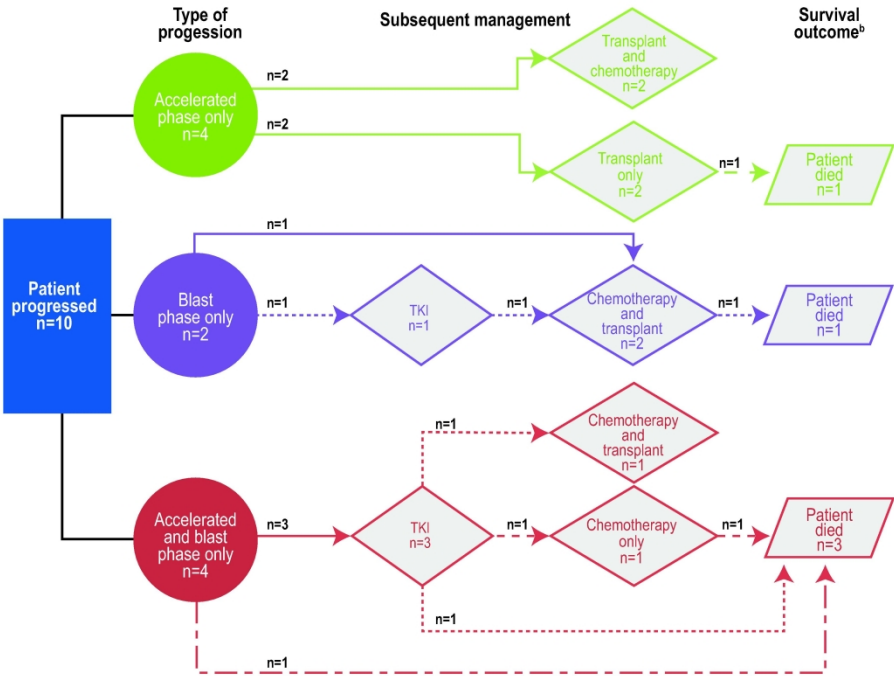 Type of
progession
Subsequent management
Survival
outcomeb
Patient
progressed
n=10
Accelerated
phase only
n=4
n=2
Transplant
and
chemotherapy
n=2
n=2
Transplant
only
n=2
n=1
Patient
died
n=1
Blast
phase only
n=2
n=1
n=1
TKI
n=1
n=1
Chemotherapy
and
transplant
n=2
n=1
Patient
died
n=1
Accelerated
and blast
phase only
n=4
n=3
TKI
n=3
n=1
Chemotherapy
and
transplant
n=1
n=1
Chemotherapy
only
n=1
n=1
Patient
died
n=3
n=1
n=1